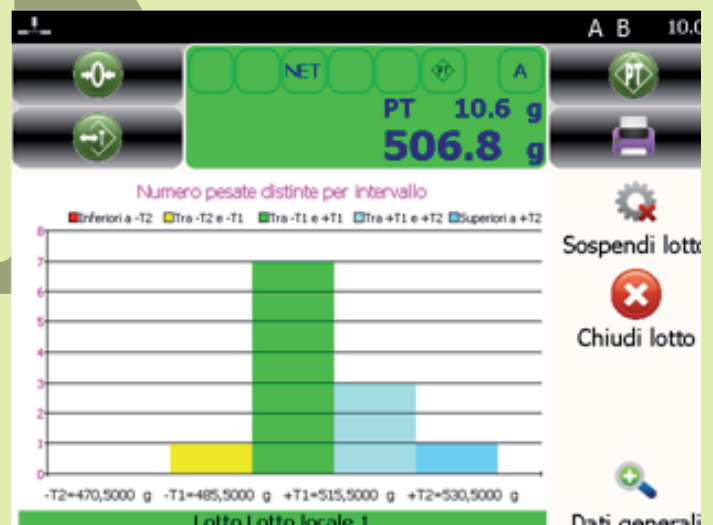 A B 10.0
→0←
NET PT A
PT 10.6 g
506.8 g
PT
Numero pesate distinte per intervallo
Inferiori a -T2 Tra -T2 e -T1 Tra -T1 e +T1 Tra +T1 e +T2 Superiori a +T2
8
7
6
5
4
3
2
1
0
-T2=470,5000 g -T1=485,5000 g +T1=515,5000 g +T2=530,5000 g
Lotto Lotto locale 1
Sospendi lotto
Chiudi lotto
Dati generali